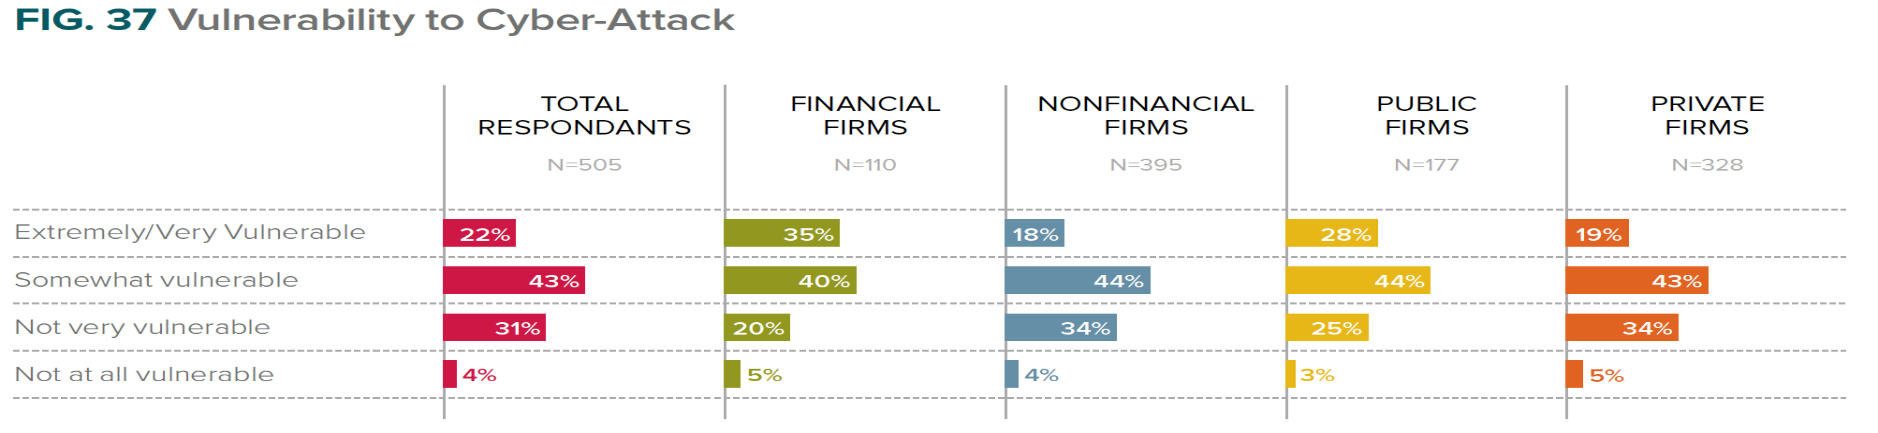 FIG. 37 Vulnerability to Cyber-Attack
TOTAL RESPONDANTS
N=505
FINANCIAL FIRMS
N=110
NONFINANCIAL FIRMS
N=395
PUBLIC FIRMS
N=177
PRIVATE FIRMS
N=328
Extremely/Very Vulnerable 22% 35% 18% 28% 19%
Somewhat vulnerable 43% 40% 44% 44% 43%
Not very vulnerable 31% 20% 34% 25% 34%
Not at all vulnerable 4% 5% 4% 3% 5%